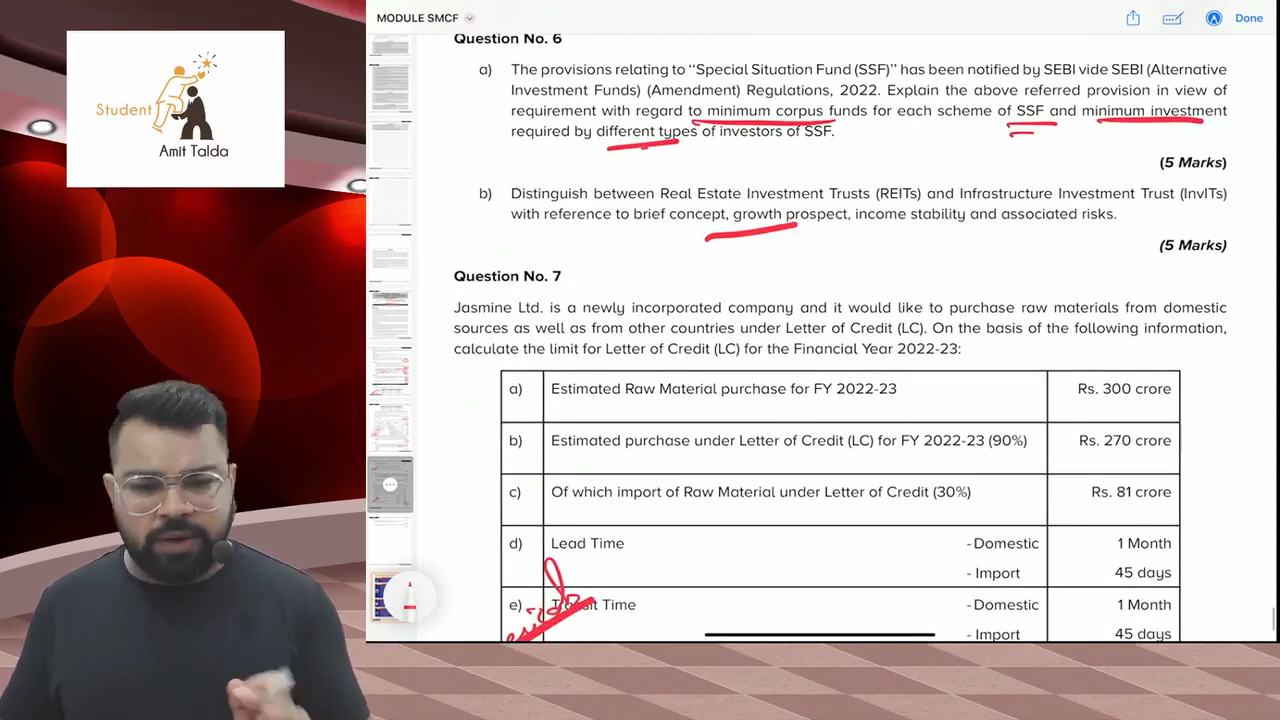 MODULE SMCF
Done
Student
Amit Talda
Question No. 6
a) The provisions relating to "Special Situation Fund (SSF)" has been notified by SEBI in SEBI (Alternative
Investment Funds) (Amendment) Regulations, 2022. Explain the above referred provision in view of
requirement with respect to minimum corpus funds for each scheme of SSF and minimum investment
required by different types of investors of SSF.
(5 Marks)
b) Distinguish between Real Estate Investment Trusts (REITs) and Infrastructure Investment Trust (InvITs)
with reference to brief concept, growth prospects, income stability and associated risks.
(5 Marks)
Question No. 7
Jasmine Ltd. is a newly incorporated company and would like to purchase raw materials from domestic
sources as well as from other countries under Letter of Credit (LC). On the basis of the following information,
calculate the limit for Letter of Credit (LC) for the Financial Year 2022-23:
a) Estimated Raw Material purchase for FY 2022-23 Rs. 300 crore
b) Estimated purchase under Letter of Credit (LC) for FY 2022-23 (90%) Rs. 270 crore
c) Of which import of Raw Material under Letter of Credit (30%) Rs. 81 crore
d) Lead Time - Domestic 1 Month
- Import 45 days
e) Transit Time - Domestic 1 Month
- Import 45 days